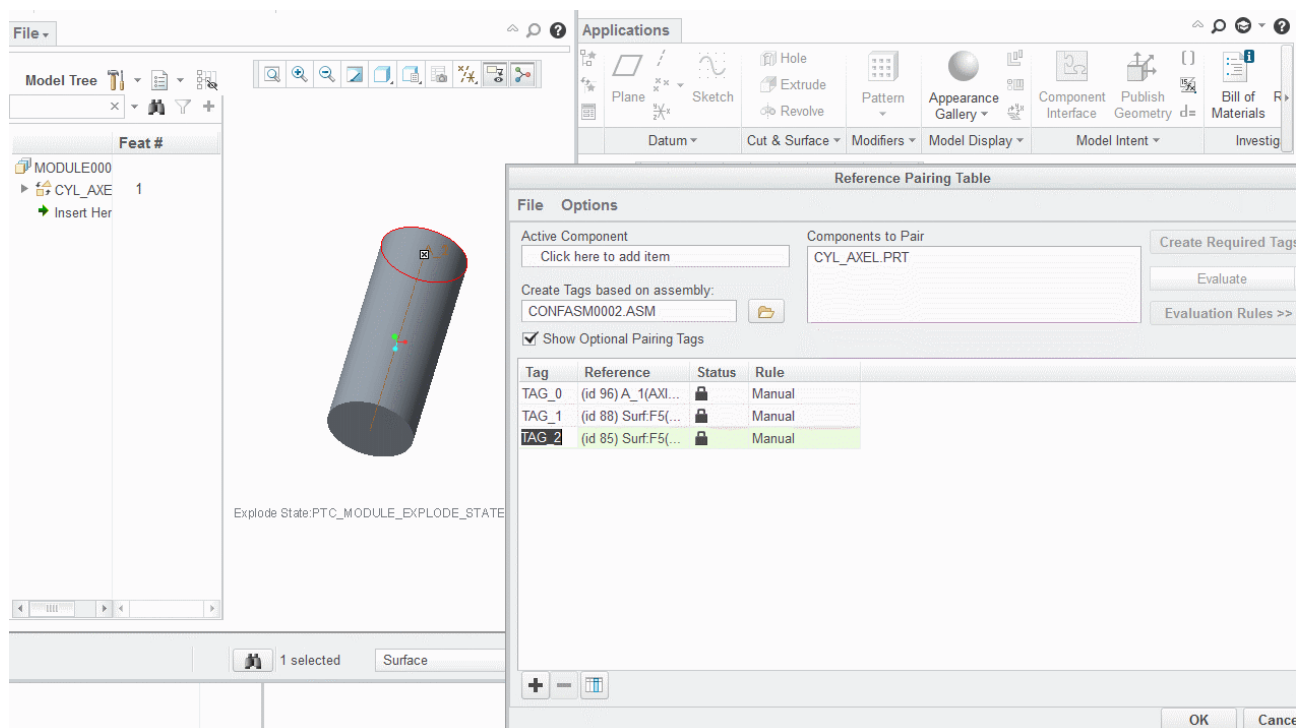 File
Model Tree
Feat #
MODULE000
CYL_AXE 1
Insert Her
Explode State:PTC_MODULE_EXPLODE_STATE
1 selected
Surface
Applications
Plane
Sketch
Hole
Extrude
Revolve
Pattern
Appearance
Gallery
Component
Interface
Publish
Geometry
d=
Bill of
Materials
R
Datum
Cut & Surface
Modifiers
Model Display
Model Intent
Investig
Reference Pairing Table
File Options
Active Component
Click here to add item
Components to Pair
CYL_AXEL.PRT
Create Required Tags
Evaluate
Evaluation Rules >>
Create Tags based on assembly:
CONFASM0002.ASM
Show Optional Pairing Tags
Tag Reference Status Rule
TAG_0 (id 96) A_1(AXI... Manual
TAG_1 (id 88) Surf:F5(... Manual
TAG_2 (id 85) Surf:F5(... Manual
OK
Cance